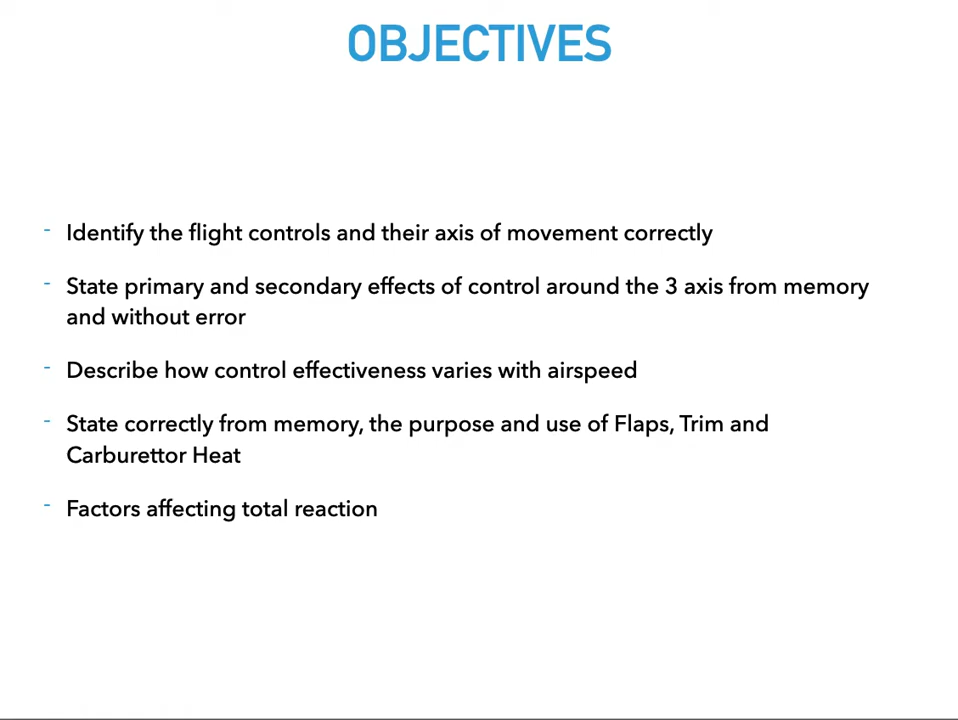 OBJECTIVES
- Identify the flight controls and their axis of movement correctly
- State primary and secondary effects of control around the 3 axis from memory
and without error
- Describe how control effectiveness varies with airspeed
- State correctly from memory, the purpose and use of Flaps, Trim and
Carburettor Heat
- Factors affecting total reaction